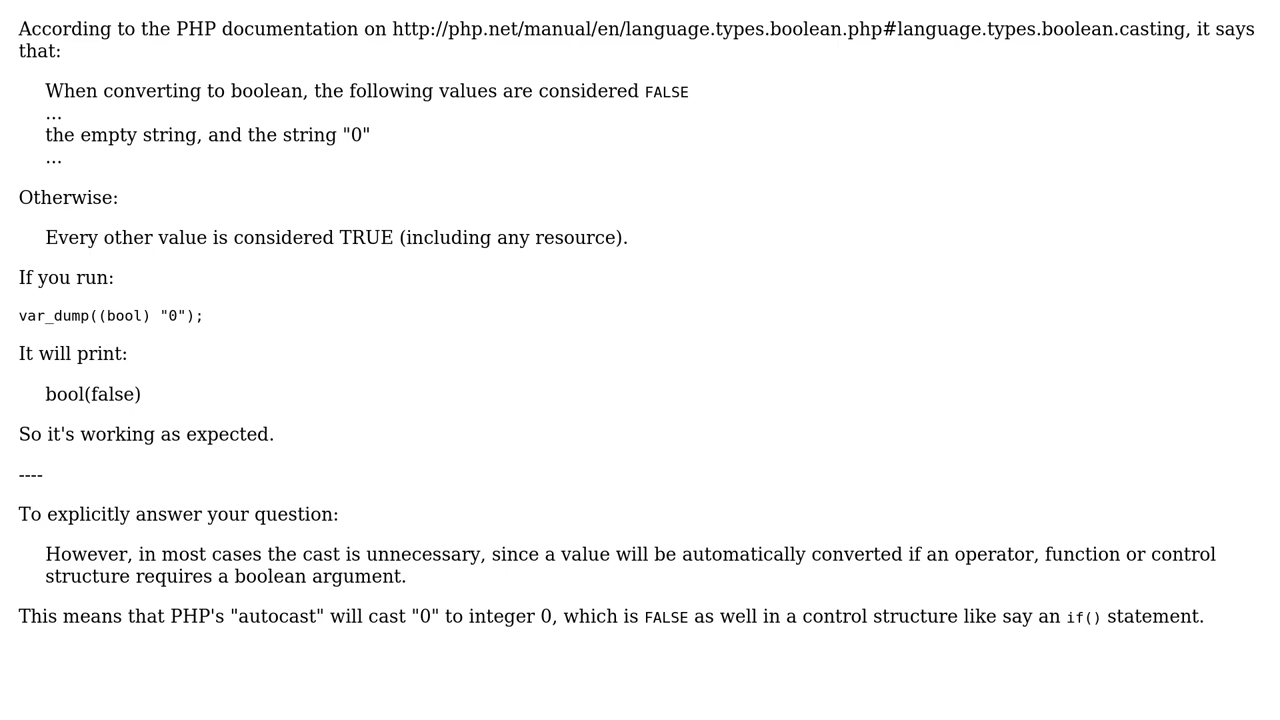 According to the PHP documentation on http://php.net/manual/en/language.types.boolean.php#language.types.boolean.casting, it says
that:
When converting to boolean, the following values are considered FALSE
...
the empty string, and the string "0"
...
Otherwise:
Every other value is considered TRUE (including any resource).
If you run:
var_dump((bool) "0");
It will print:
bool(false)
So it's working as expected.
----
To explicitly answer your question:
However, in most cases the cast is unnecessary, since a value will be automatically converted if an operator, function or control
structure requires a boolean argument.
This means that PHP's "autocast" will cast "0" to integer 0, which is FALSE as well in a control structure like say an if() statement.